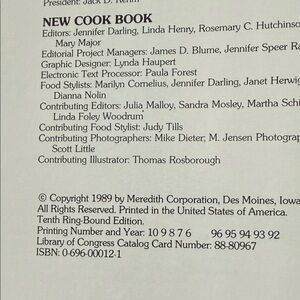 President: Jack D. Rehm
NEW COOK BOOK
Editors: Jennifer Darling, Linda Henry, Rosemary C. Hutchinso
Mary Major
Editorial Project Managers: James D. Blume, Jennifer Speer Ra
Graphic Designer: Lynda Haupert
Electronic Text Processor: Paula Forest
Food Stylists: Marilyn Cornelius, Jennifer Darling, Janet Herwig
Dianna Nolin
Contributing Editors: Julia Malloy, Sandra Mosley, Martha Schi
Linda Foley Woodrum
Contributing Food Stylist: Judy Tills
Contributing Photographers: Mike Dieter; M. Jensen Photograp
Scott Little
Contributing Illustrator: Thomas Rosborough
© Copyright 1989 by Meredith Corporation, Des Moines, Iowa
All Rights Reserved. Printed in the United States of America.
Tenth Ring-Bound Edition.
Printing Number and Year: 10 9 8 7 6 96 95 94 93 92
Library of Congress Catalog Card Number: 88-80967
ISBN: 0-696-00012-1